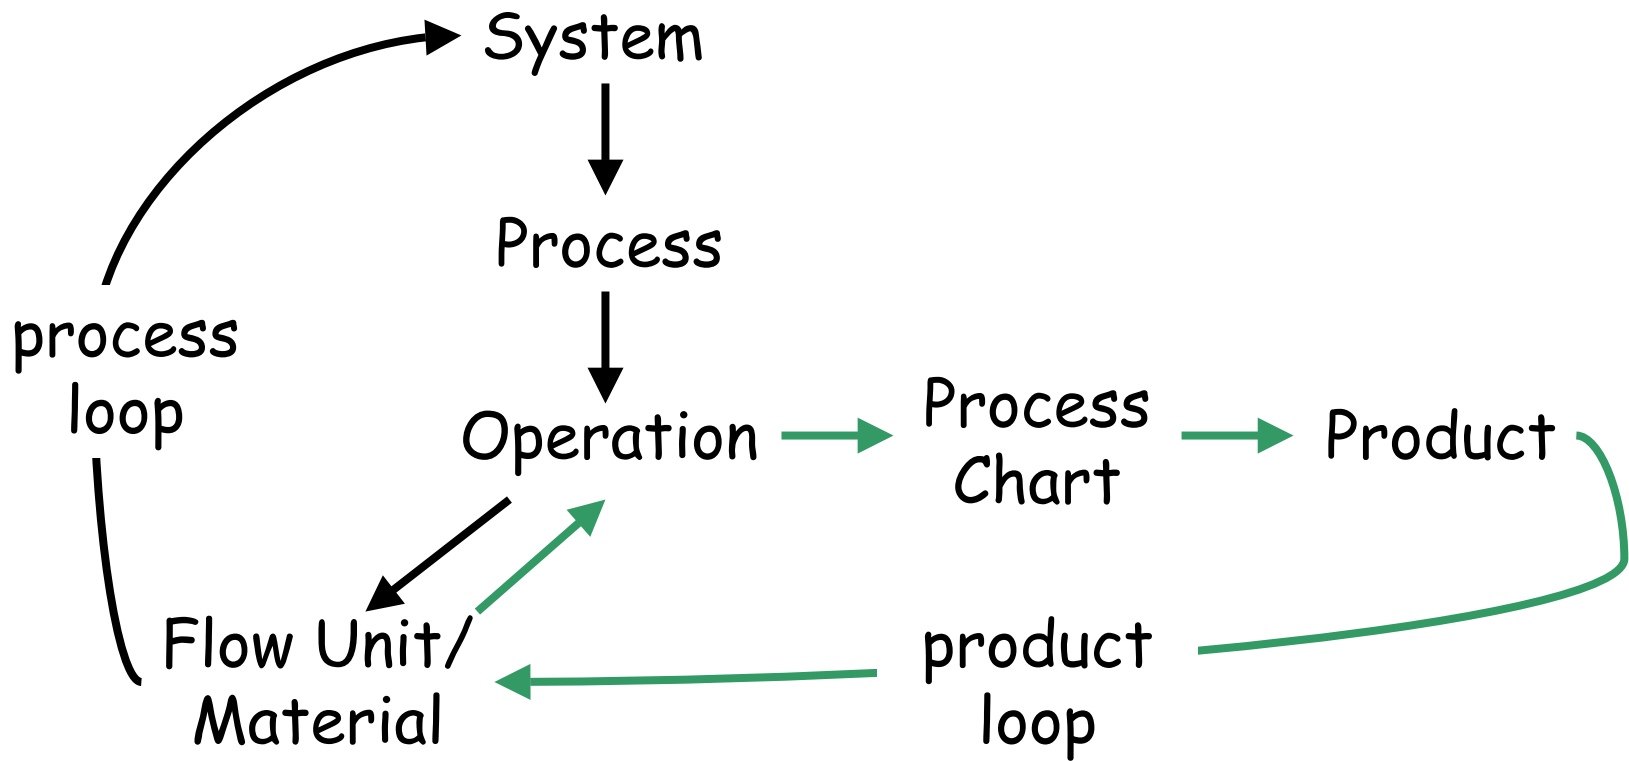 System
Process
process
loop
Operation
Process
Chart
Product
Flow Unit/
Material
product
loop